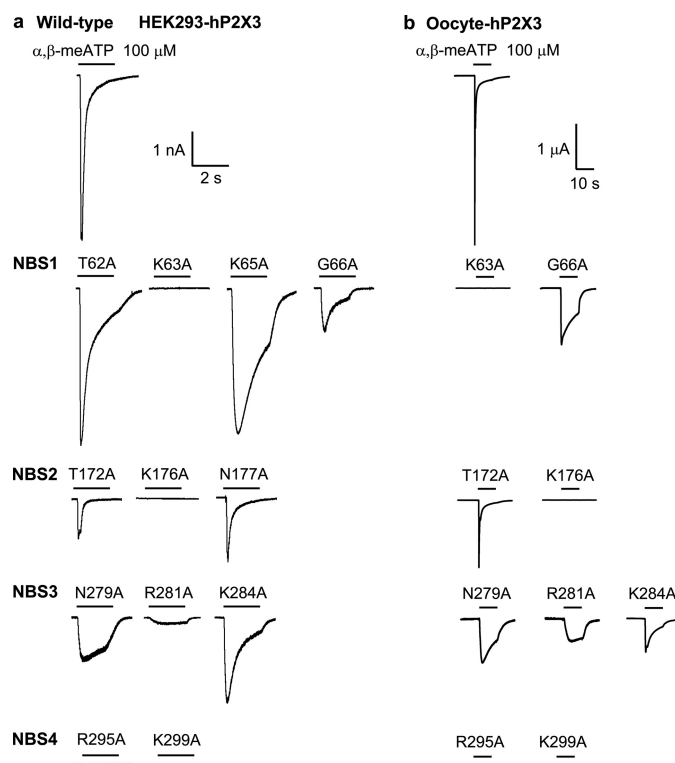 a Wild-type HEK293-hP2X3
α,β-meATP 100 μM
1 nA
2 s
b Oocyte-hP2X3
α,β-meATP 100 μM
1 μA
10 s
NBS1 T62A K63A K65A G66A
K63A G66A
NBS2 T172A K176A N177A
T172A K176A
NBS3 N279A R281A K284A
N279A R281A K284A
NBS4 R295A K299A
R295A K299A